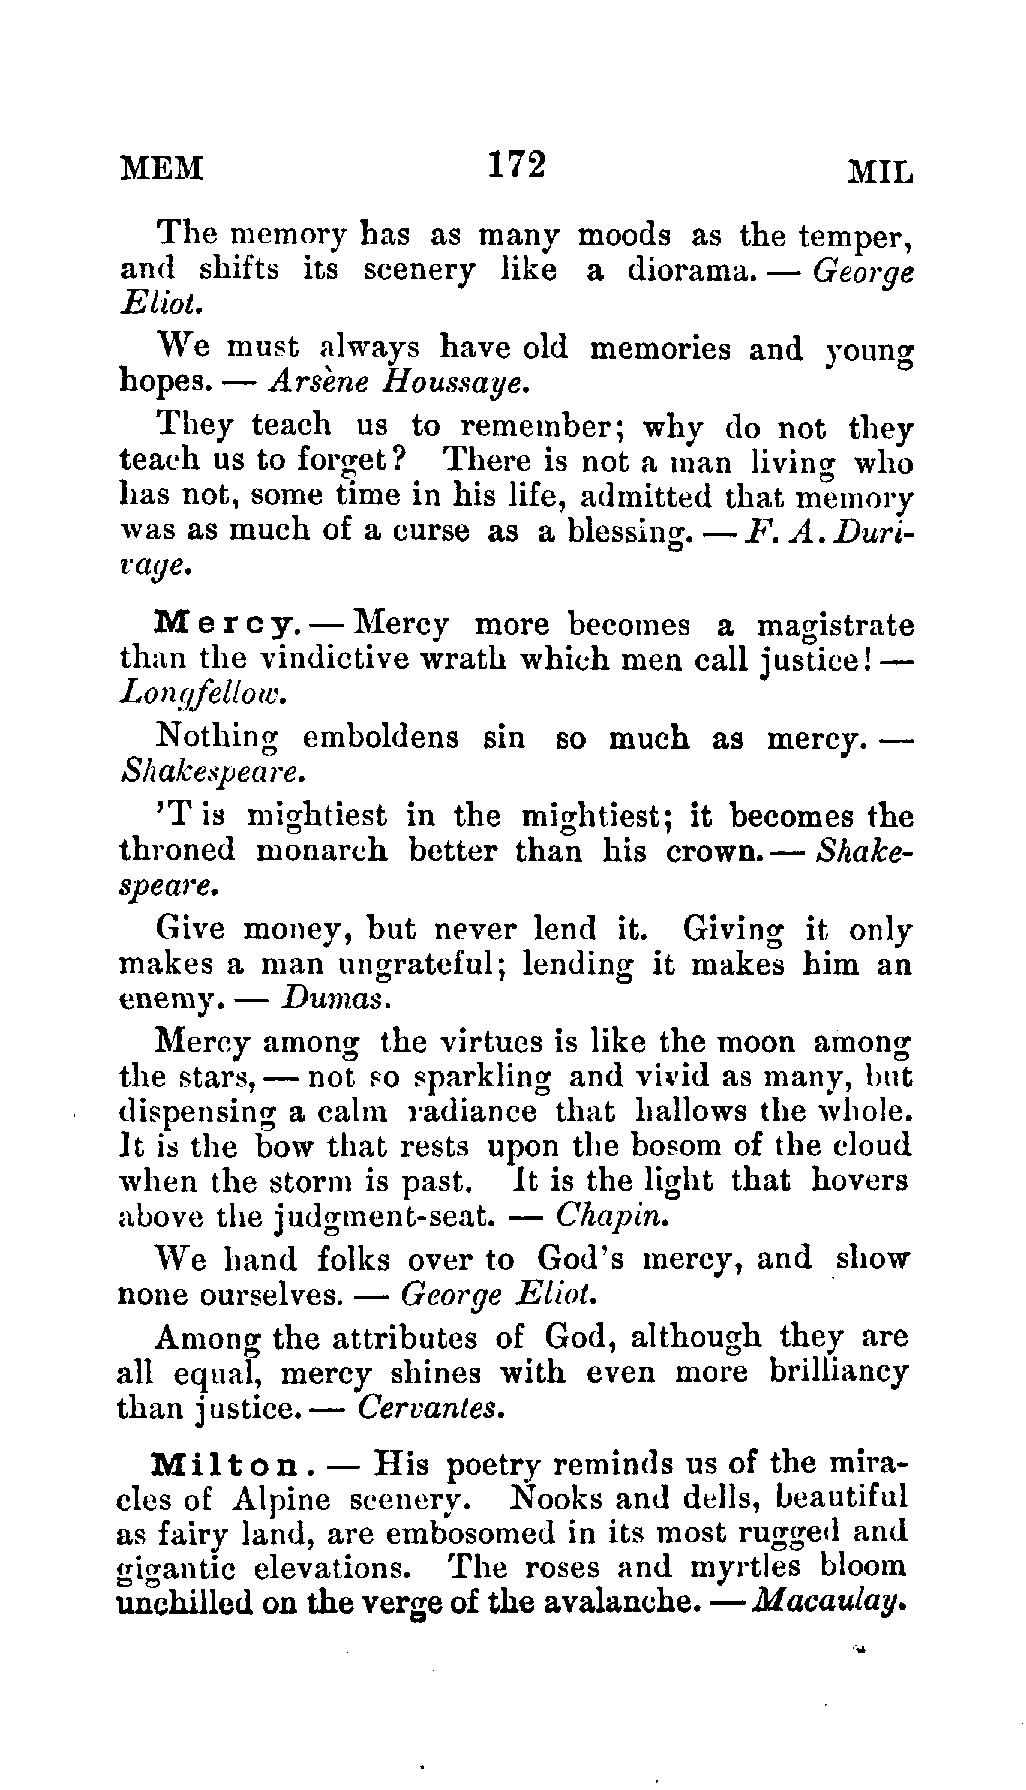 MEM 172 MIL
The memory has as many moods as the temper,
and shifts its scenery like a diorama. — George
Eliot.
We must always have old memories and young
hopes. — Arsène Houssaye.
They teach us to remember; why do not they
teach us to forget? There is not a man living who
has not, some time in his life, admitted that memory
was as much of a curse as a blessing. — F. A. Duri-
vage.
Mercy. — Mercy more becomes a magistrate
than the vindictive wrath which men call justice! —
Longfellow.
Nothing emboldens sin so much as mercy. —
Shakespeare.
'T is mightiest in the mightiest; it becomes the
throned monarch better than his crown. — Shake-
speare.
Give money, but never lend it. Giving it only
makes a man ungrateful; lending it makes him an
enemy. — Dumas.
Mercy among the virtues is like the moon among
the stars, — not so sparkling and vivid as many, but
dispensing a calm radiance that hallows the whole.
It is the bow that rests upon the bosom of the cloud
when the storm is past. It is the light that hovers
above the judgment-seat. — Chapin.
We hand folks over to God's mercy, and show
none ourselves. — George Eliot.
Among the attributes of God, although they are
all equal, mercy shines with even more brilliancy
than justice. — Cervantes.
Milton. — His poetry reminds us of the mira-
cles of Alpine scenery. Nooks and dells, beautiful
as fairy land, are embosomed in its most rugged and
gigantic elevations. The roses and myrtles bloom
unchilled on the verge of the avalanche. — Macaulay.